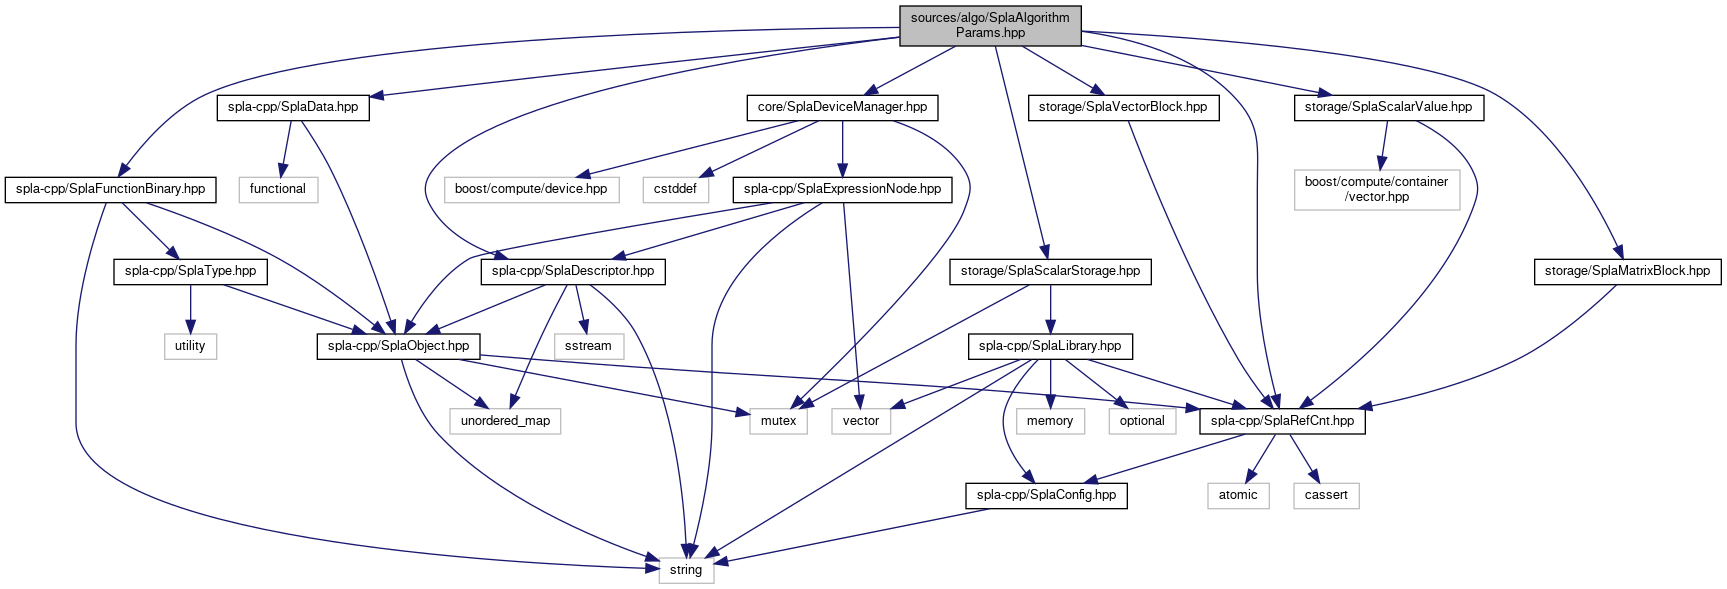 sources/algo/SplaAlgorithm
Params.hpp
spla-cpp/SplaData.hpp
core/SplaDeviceManager.hpp
storage/SplaVectorBlock.hpp
storage/SplaScalarValue.hpp
spla-cpp/SplaFunctionBinary.hpp
functional
boost/compute/device.hpp
cstddef
spla-cpp/SplaExpressionNode.hpp
boost/compute/container
/vector.hpp
spla-cpp/SplaType.hpp
spla-cpp/SplaDescriptor.hpp
storage/SplaScalarStorage.hpp
storage/SplaMatrixBlock.hpp
utility
spla-cpp/SplaObject.hpp
sstream
spla-cpp/SplaLibrary.hpp
unordered_map
mutex
vector
memory
optional
spla-cpp/SplaRefCnt.hpp
spla-cpp/SplaConfig.hpp
atomic
cassert
string